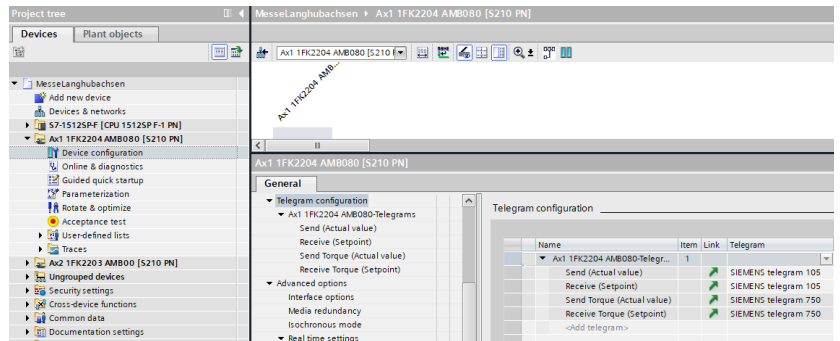 Project tree
Devices
Plant objects
MesseLanghubachsen
Add new device
Devices & networks
S7-1512SP-F [CPU 1512SP F-1 PN]
Ax1 1FK2204 AMB080 [S210 PN]
Device configuration
Online & diagnostics
Guided quick startup
Parameterization
Rotate & optimize
Acceptance test
User-defined lists
Traces
Ax2 1FK2203 AMB00 [S210 PN]
Ungrouped devices
Security settings
Cross-device functions
Common data
Documentation settings
MesseLanghubachsen ▸ Ax1 1FK2204 AMB080 [S210 PN]
Ax1 1FK2204 AMB080 [S210
Ax1 1FK2204 AMB...
Ax1 1FK2204 AMB080 [S210 PN]
General
Telegram configuration
Ax1 1FK2204 AMB080-Telegrams
Send (Actual value)
Receive (Setpoint)
Send Torque (Actual value)
Receive Torque (Setpoint)
Advanced options
Interface options
Media redundancy
Isochronous mode
Real time settings
Telegram configuration
Name Item Link Telegram
Ax1 1FK2204 AMB080-Telegr... 1
Send (Actual value) SIEMENS telegram 105
Receive (Setpoint) SIEMENS telegram 105
Send Torque (Actual value) SIEMENS telegram 750
Receive Torque (Setpoint) SIEMENS telegram 750
<Add telegram>